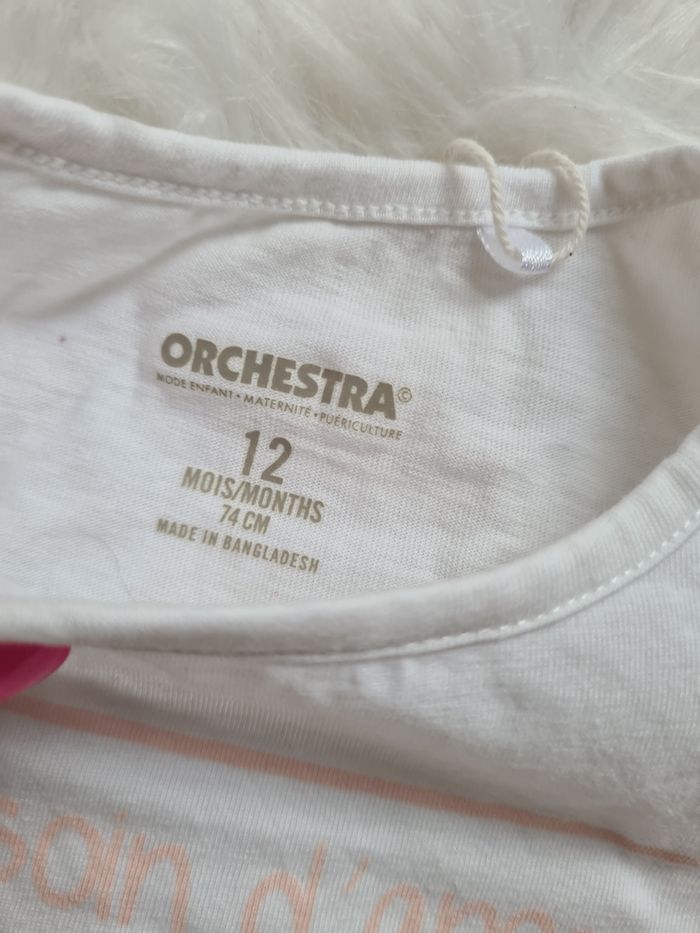 ORCHESTRA©
MODE ENFANT • MATERNITÉ • PUÉRICULTURE
12
MOIS/MONTHS
74 CM
MADE IN BANGLADESH